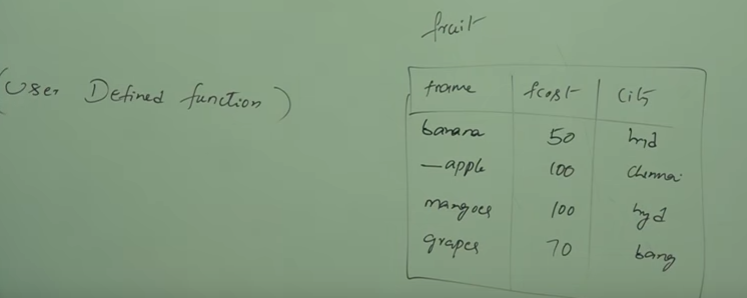 fruit
(User Defined function)
fname fcost City
banana 50 hyd
—apple 100 Chennai
mangoes 100 hyd
grapes 70 bang